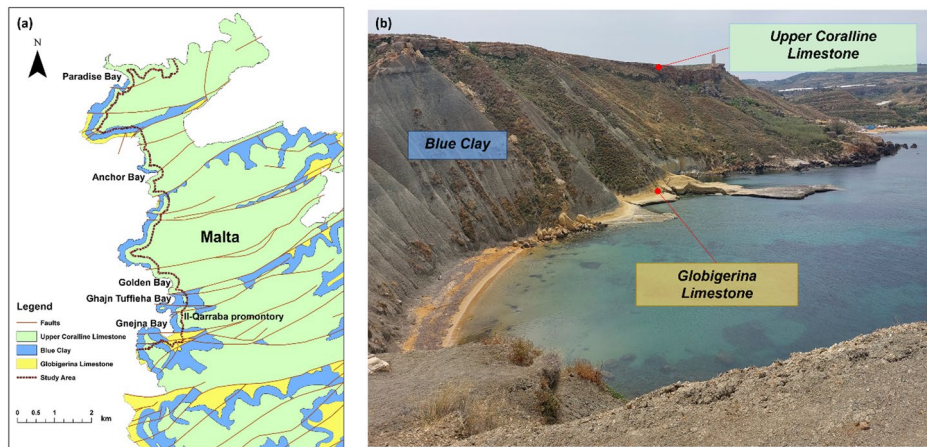 (a)
N
Paradise Bay
Anchor Bay
Malta
Golden Bay
Ghajn Tuffieha Bay
Il-Qarraba promontory
Gnejna Bay
Legend
Faults
Upper Coralline Limestone
Blue Clay
Globigerina Limestone
Study Area
0 0.5 1 2
km
(b)
Upper Coralline
Limestone
Blue Clay
Globigerina
Limestone